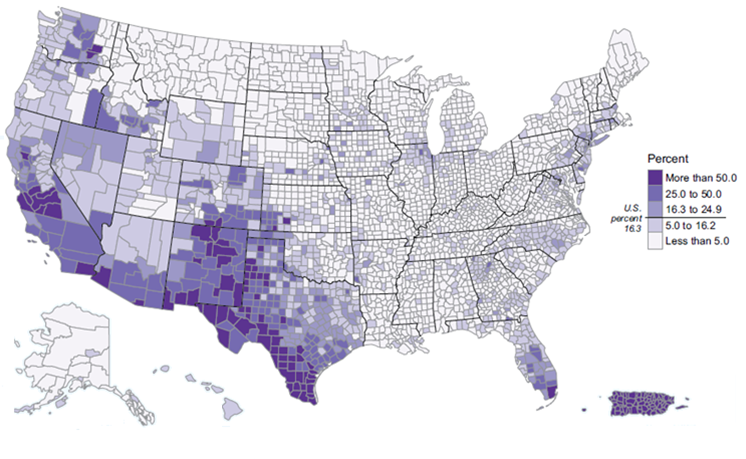 Percent
More than 50.0
25.0 to 50.0
16.3 to 24.9
U.S.
percent
16.3
5.0 to 16.2
Less than 5.0